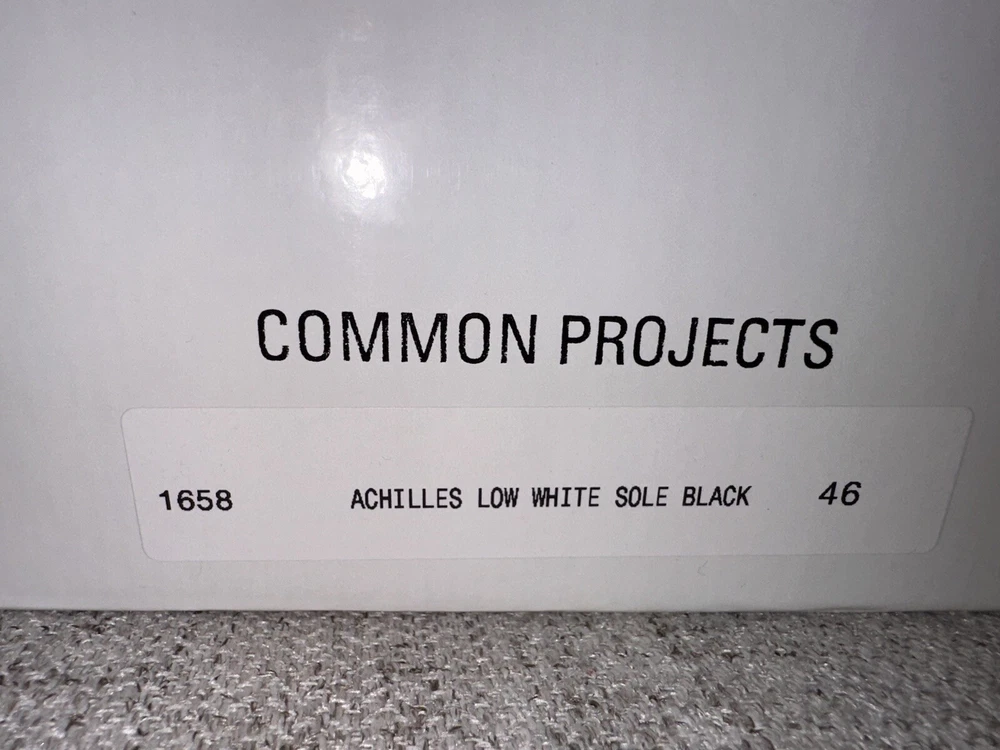 COMMON PROJECTS
1658 ACHILLES LOW WHITE SOLE BLACK 46